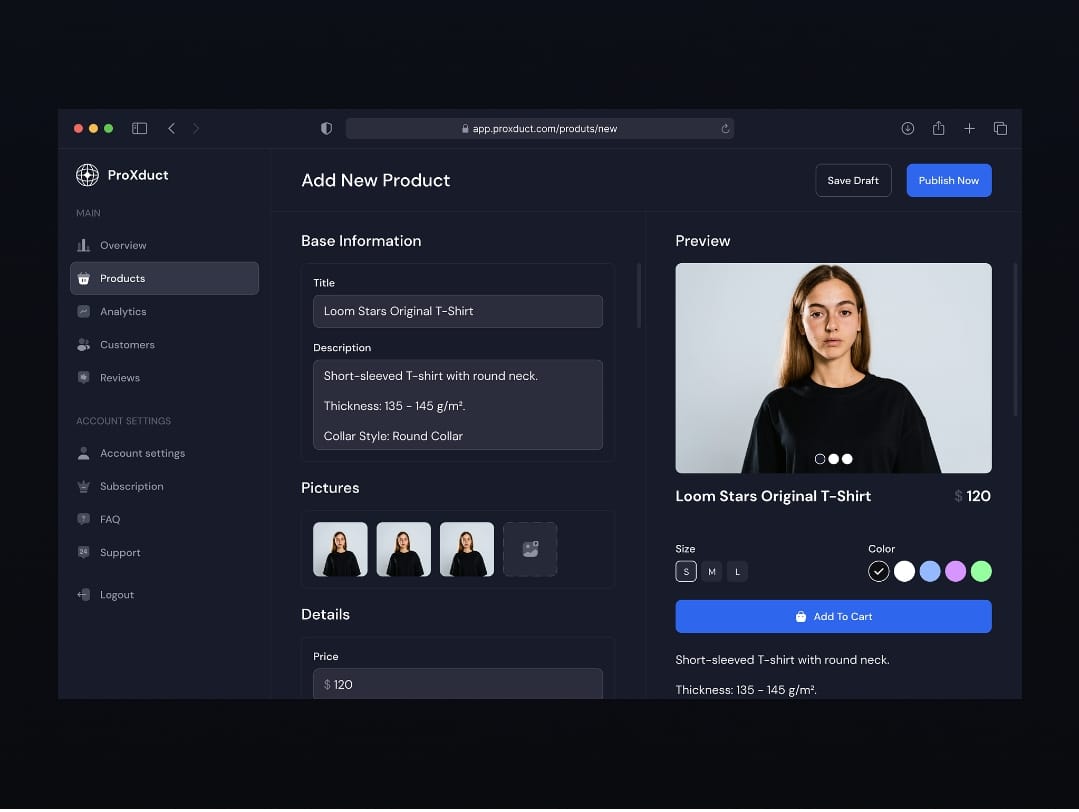 app.proxduct.com/produts/new
ProXduct
MAIN
Overview
Products
Analytics
Customers
Reviews
ACCOUNT SETTINGS
Account settings
Subscription
FAQ
24
Support
Logout
Add New Product
Save Draft
Publish Now
Base Information
Title
Loom Stars Original T-Shirt
Description
Short-sleeved T-shirt with round neck.
Thickness: 135 - 145 g/m².
Collar Style: Round Collar
Pictures
Details
Price
$ 120
Preview
Loom Stars Original T-Shirt
$ 120
Size
S M L
Color
Add To Cart
Short-sleeved T-shirt with round neck.
Thickness: 135 - 145 g/m².